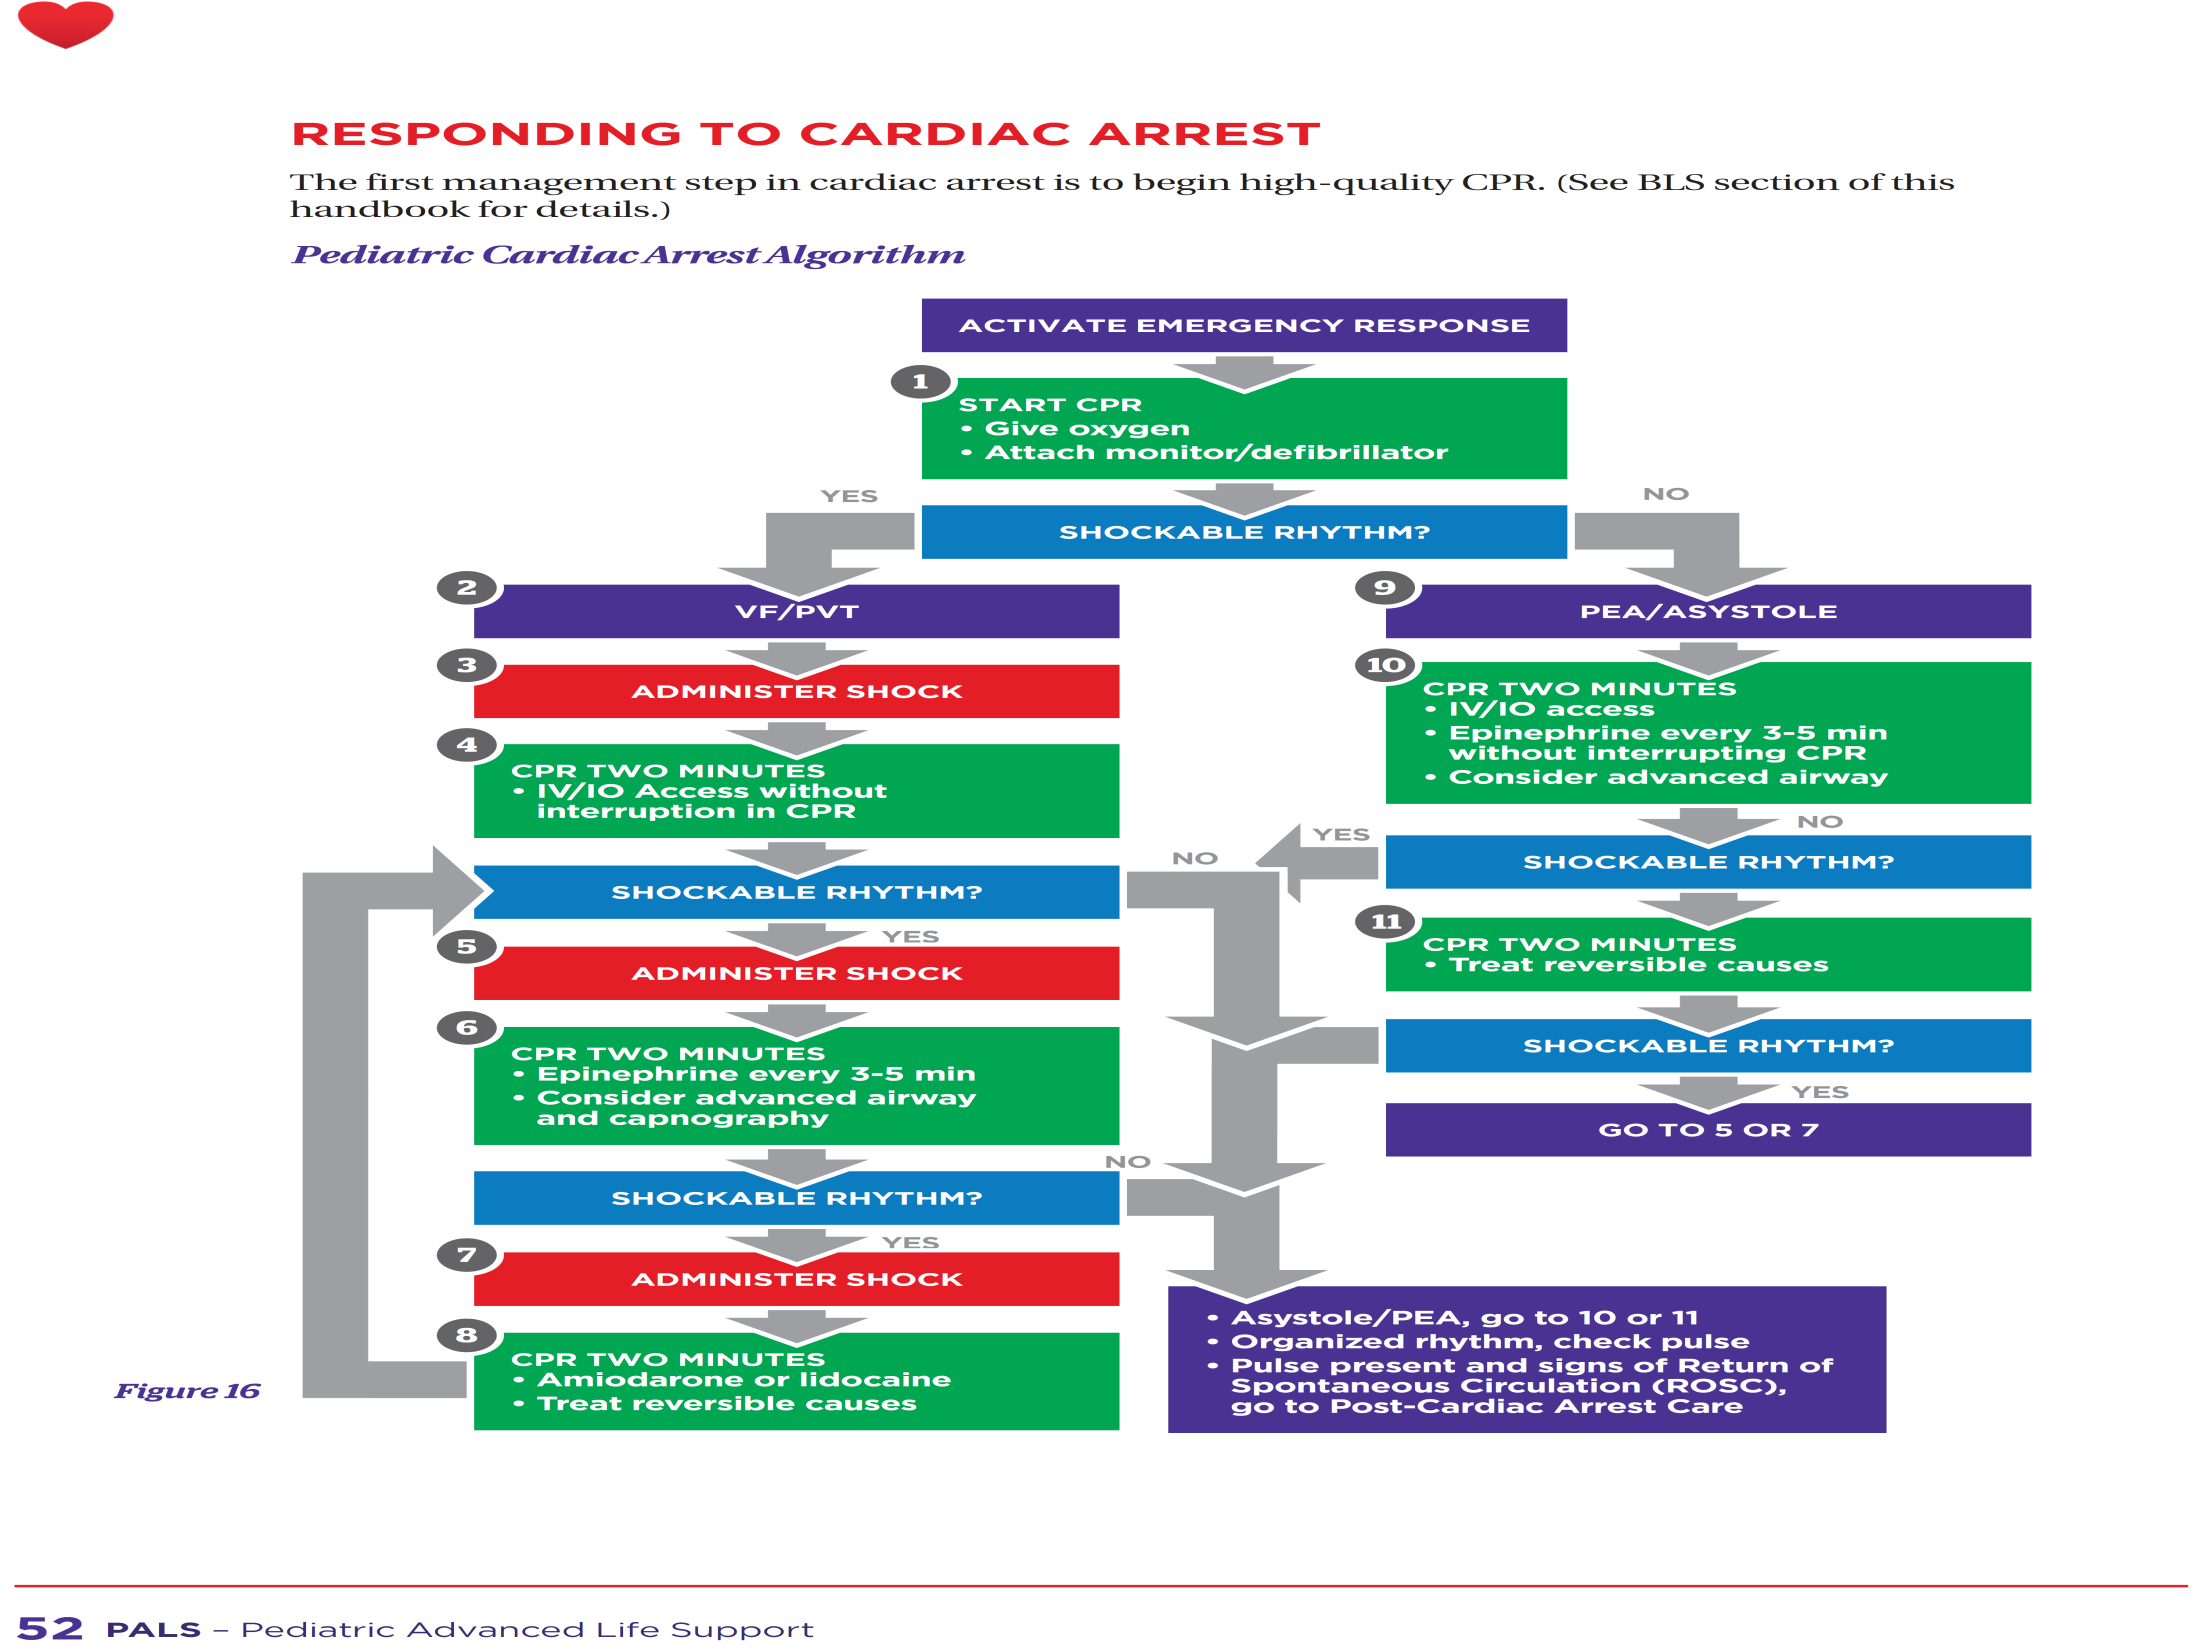 RESPONDING TO CARDIAC ARREST
The first management step in cardiac arrest is to begin high-quality CPR. (See BLS section of this
handbook for details.)
Pediatric Cardiac Arrest Algorithm
ACTIVATE EMERGENCY RESPONSE
1
START CPR
• Give oxygen
• Attach monitor/defibrillator
YES
NO
SHOCKABLE RHYTHM?
2
VF/PVT
3
ADMINISTER SHOCK
4
CPR TWO MINUTES
• IV/IO Access without
interruption in CPR
SHOCKABLE RHYTHM?
NO
YES
5
ADMINISTER SHOCK
6
CPR TWO MINUTES
• Epinephrine every 3-5 min
• Consider advanced airway
and capnography
NO
SHOCKABLE RHYTHM?
YES
7
ADMINISTER SHOCK
8
CPR TWO MINUTES
• Amiodarone or lidocaine
• Treat reversible causes
9
PEA/ASYSTOLE
10
CPR TWO MINUTES
• IV/IO access
• Epinephrine every 3-5 min
without interrupting CPR
• Consider advanced airway
NO
YES
SHOCKABLE RHYTHM?
11
CPR TWO MINUTES
• Treat reversible causes
SHOCKABLE RHYTHM?
YES
GO TO 5 OR 7
• Asystole/PEA, go to 10 or 11
• Organized rhythm, check pulse
• Pulse present and signs of Return of
Spontaneous Circulation (ROSC),
go to Post-Cardiac Arrest Care
Figure 16
52 PALS – Pediatric Advanced Life Support